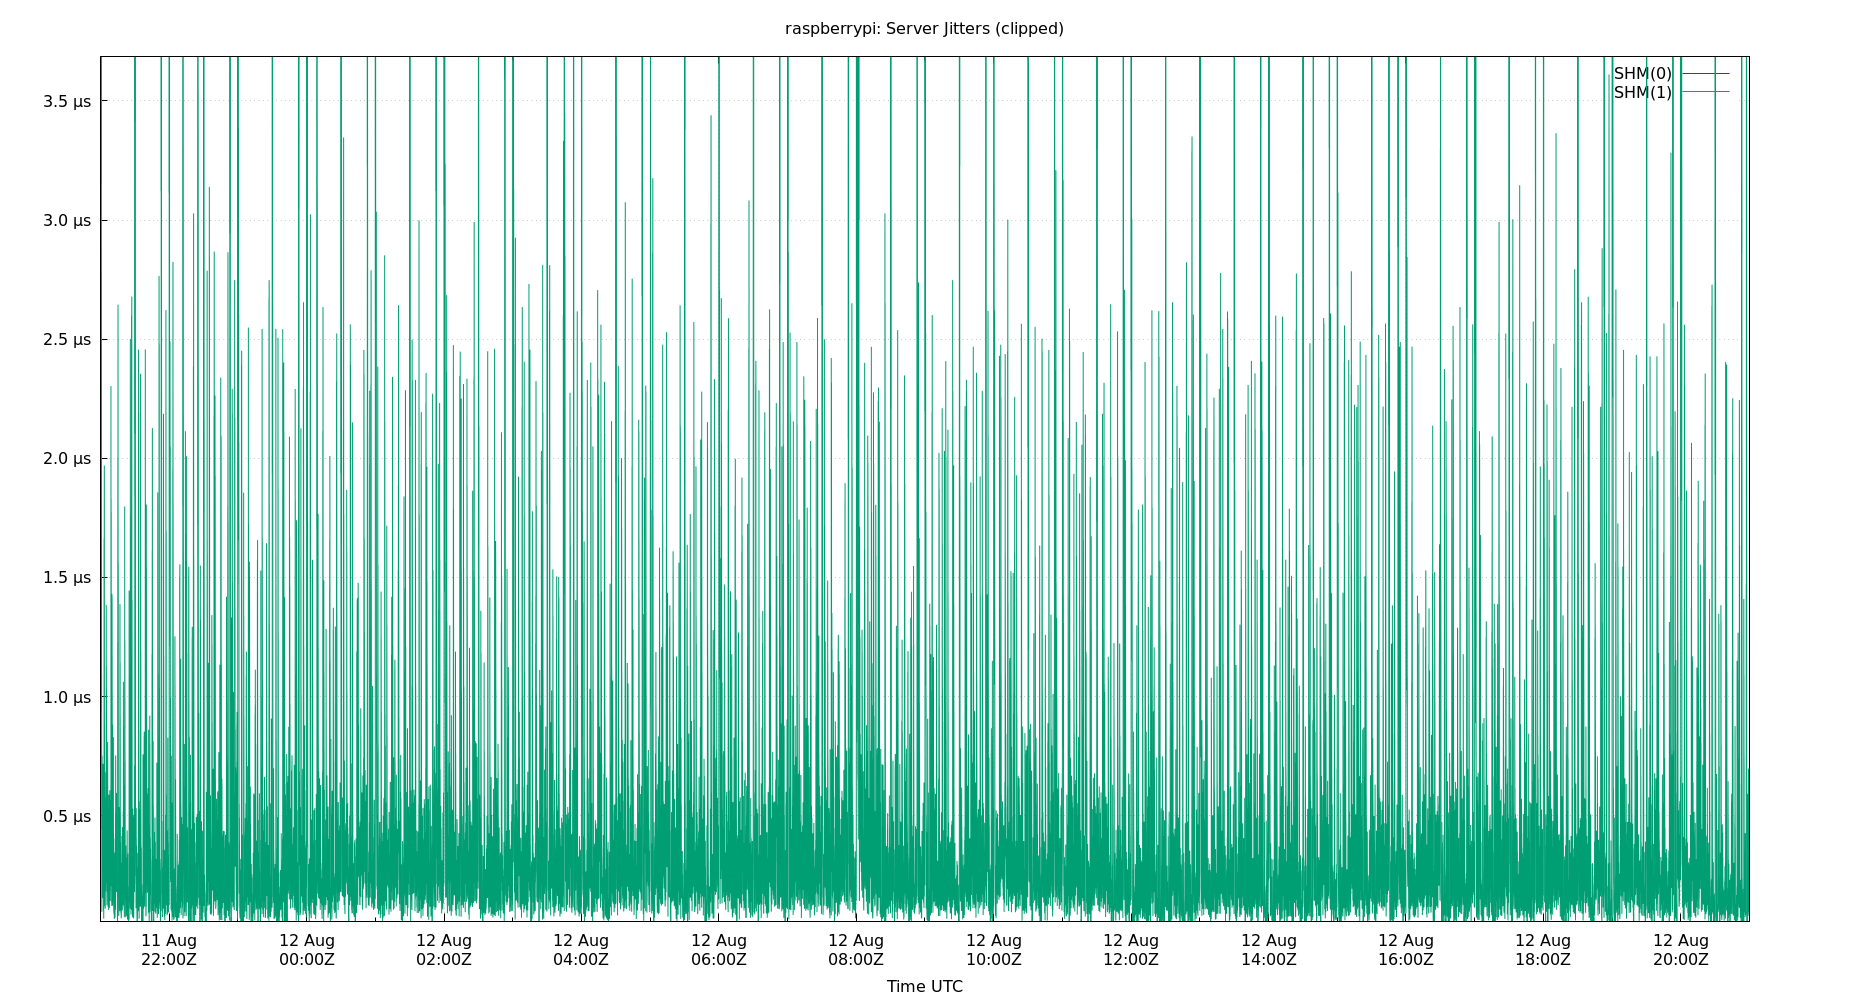 raspberrypi: Server Jitters (clipped)
SHM(0)
SHM(1)
3.5 µs
3.0 µs
2.5 µs
2.0 µs
1.5 µs
1.0 µs
0.5 µs
11 Aug 12 Aug 12 Aug 12 Aug 12 Aug 12 Aug 12 Aug 12 Aug 12 Aug 12 Aug 12 Aug 12 Aug
22:00Z 00:00Z 02:00Z 04:00Z 06:00Z 08:00Z 10:00Z 12:00Z 14:00Z 16:00Z 18:00Z 20:00Z
Time UTC